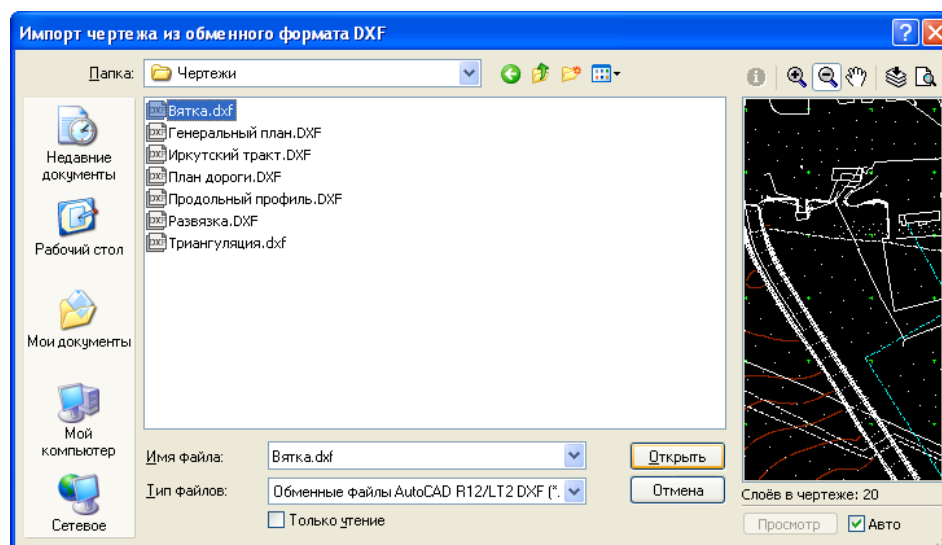 Импорт чертежа из обменного формата DXF
Папка:
Чертежи
Недавние
документы
Рабочий стол
Мои документы
Мой
компьютер
Сетевое
Вятка.dxf
Генеральный план.DXF
Иркутский тракт.DXF
План дороги.DXF
Продольный профиль.DXF
Развязка.DXF
Триангуляция.dxf
Имя файла:
Вятка.dxf
Открыть
Тип файлов:
Обменные файлы AutoCAD R12/LT2 DXF (*.
Отмена
Только чтение
Слоёв в чертеже: 20
Просмотр
Авто